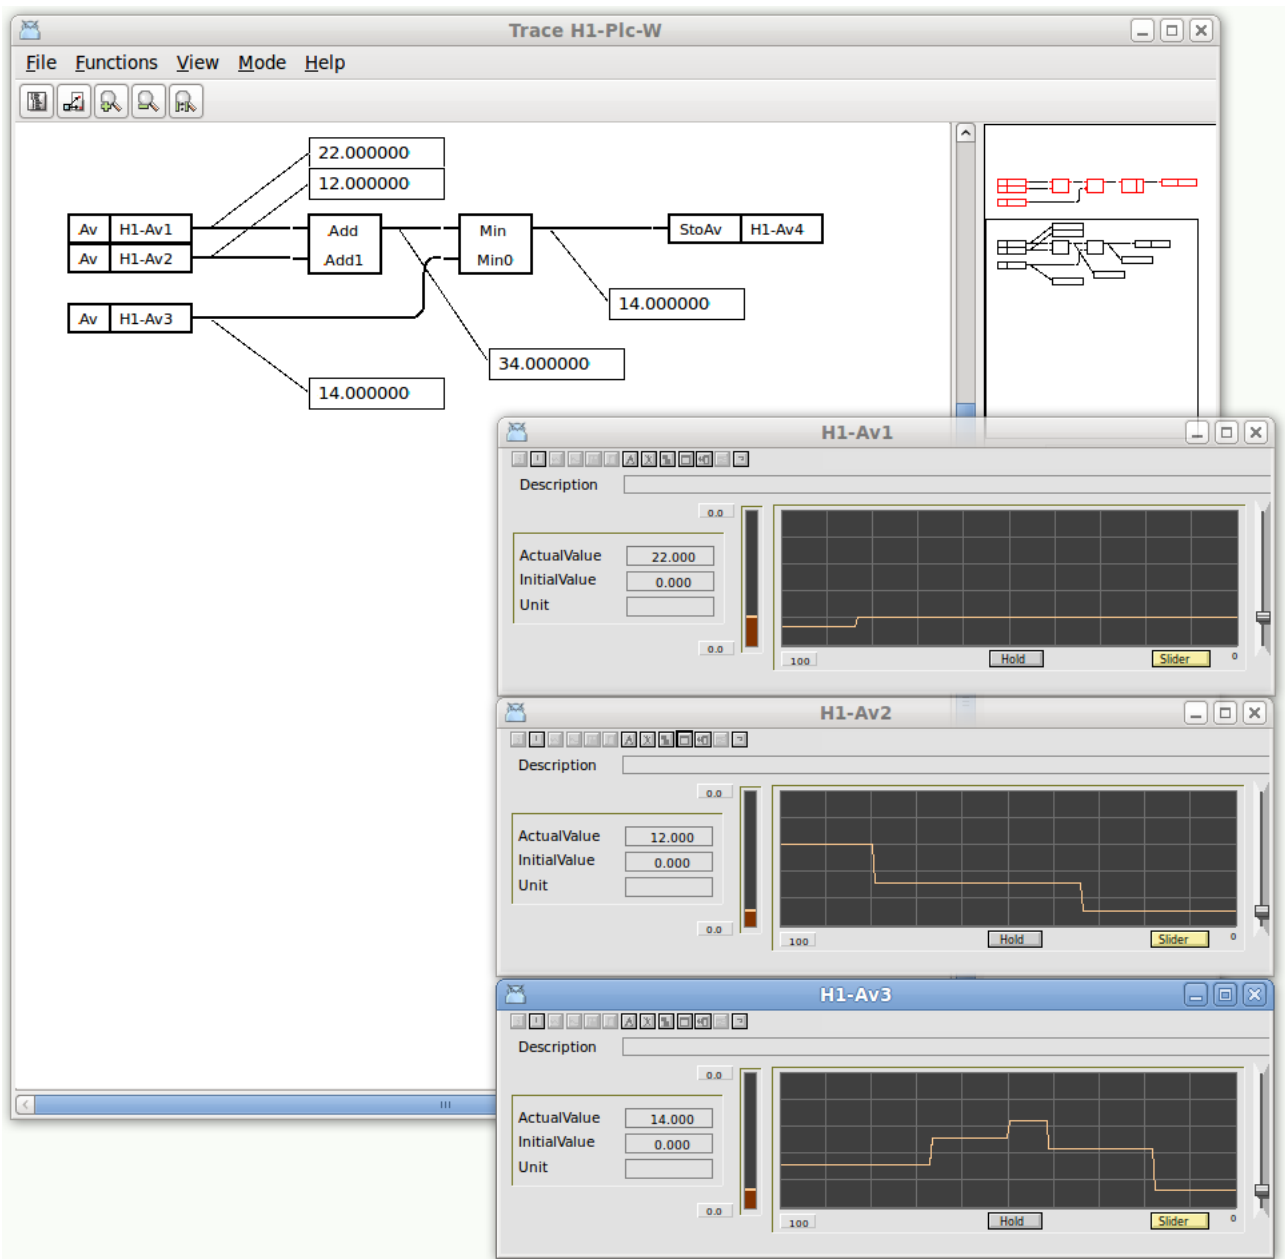 Trace H1-Plc-W
File Functions View Mode Help
22.000000
12.000000
Av H1-Av1
Av H1-Av2
Add
Add1
Min
Min0
StoAv H1-Av4
14.000000
Av H1-Av3
34.000000
14.000000
H1-Av1
Description
0.0
ActualValue 22.000
InitialValue 0.000
Unit
0.0
100 Hold Slider 0
H1-Av2
Description
0.0
ActualValue 12.000
InitialValue 0.000
Unit
0.0
100 Hold Slider 0
H1-Av3
Description
0.0
ActualValue 14.000
InitialValue 0.000
Unit
0.0
100 Hold Slider 0